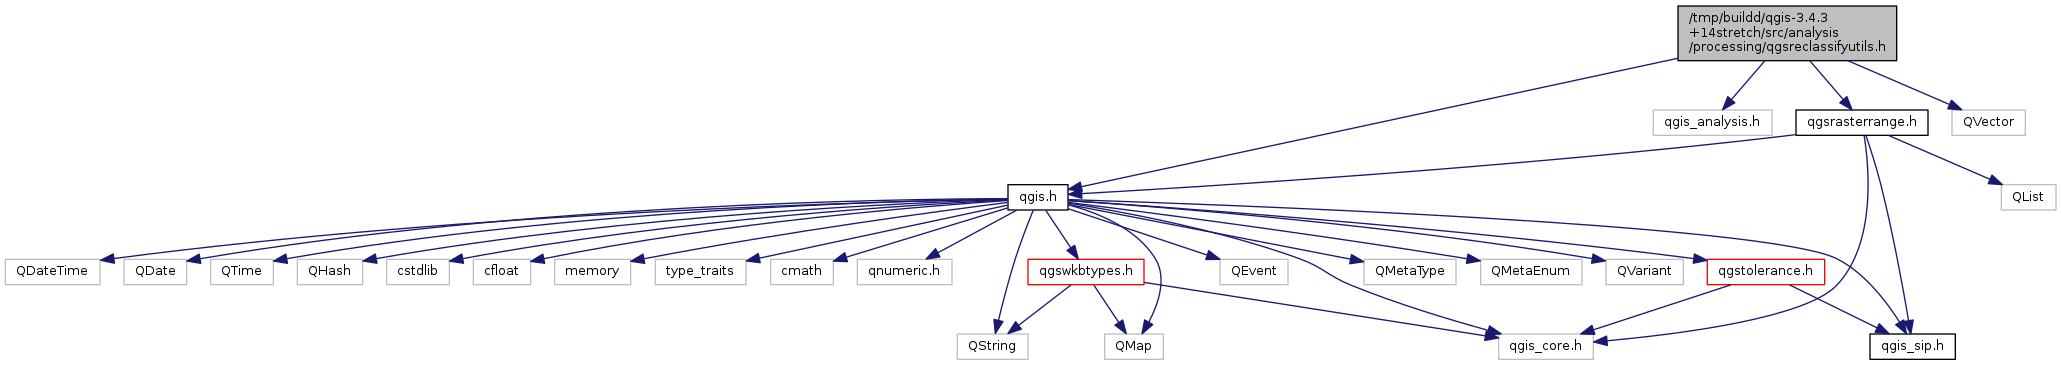 /tmp/buildd/qgis-3.4.3
+14stretch/src/analysis
/processing/qgsreclassifyutils.h
qgis_analysis.h
qgsrasterrange.h
QVector
qgis.h
QList
QDateTime
QDate
QTime
QHash
cstdlib
cfloat
memory
type_traits
cmath
qnumeric.h
qgswkbtypes.h
QEvent
QMetaType
QMetaEnum
QVariant
qgstolerance.h
QString
QMap
qgis_core.h
qgis_sip.h